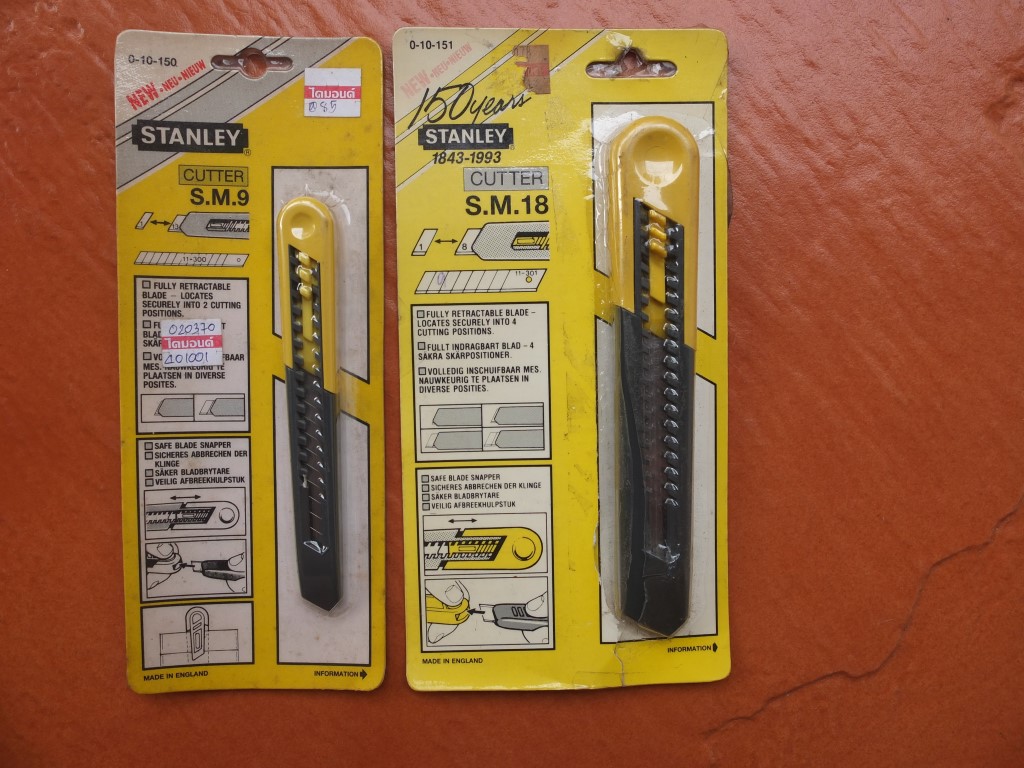 0-10-150
NEW•NEU•NIEUW
ไดมอนด์
STANLEY
CUTTER
S.M.9
11-300
FULLY RETRACTABLE
BLADE – LOCATES
SECURELY INTO 2 CUTTING
POSITIONS.
020370
ไดมอนด์
101001
MES. NAUWKEURIG TE
PLAATSEN IN DIVERSE
POSITES.
SAFE BLADE SNAPPER
SICHERES ABBRECHEN DER
KLINGE
SÄKER BLADBRYTARE
VEILIG AFBREEKHULPSTUK
MADE IN ENGLAND
INFORMATION
0-10-151
NEW•NEU•NIEUW
150 years
STANLEY
1843-1993
CUTTER
S.M.18
1
8
11-301
FULLY RETRACTABLE BLADE –
LOCATES SECURELY INTO 4
CUTTING POSITIONS.
FULLT INDRAGBART BLAD – 4
SÄKRA SKÄRPOSITIONER.
VOLLEDIG INSCHUIFBAAR MES.
NAUWKEURIG TE PLAATSEN IN
DIVERSE POSITIES.
SAFE BLADE SNAPPER
SICHERES ABBRECHEN DER KLINGE
SÄKER BLADBRYTARE
VEILIG AFBREEKHULPSTUK
MADE IN ENGLAND
INFORMATION